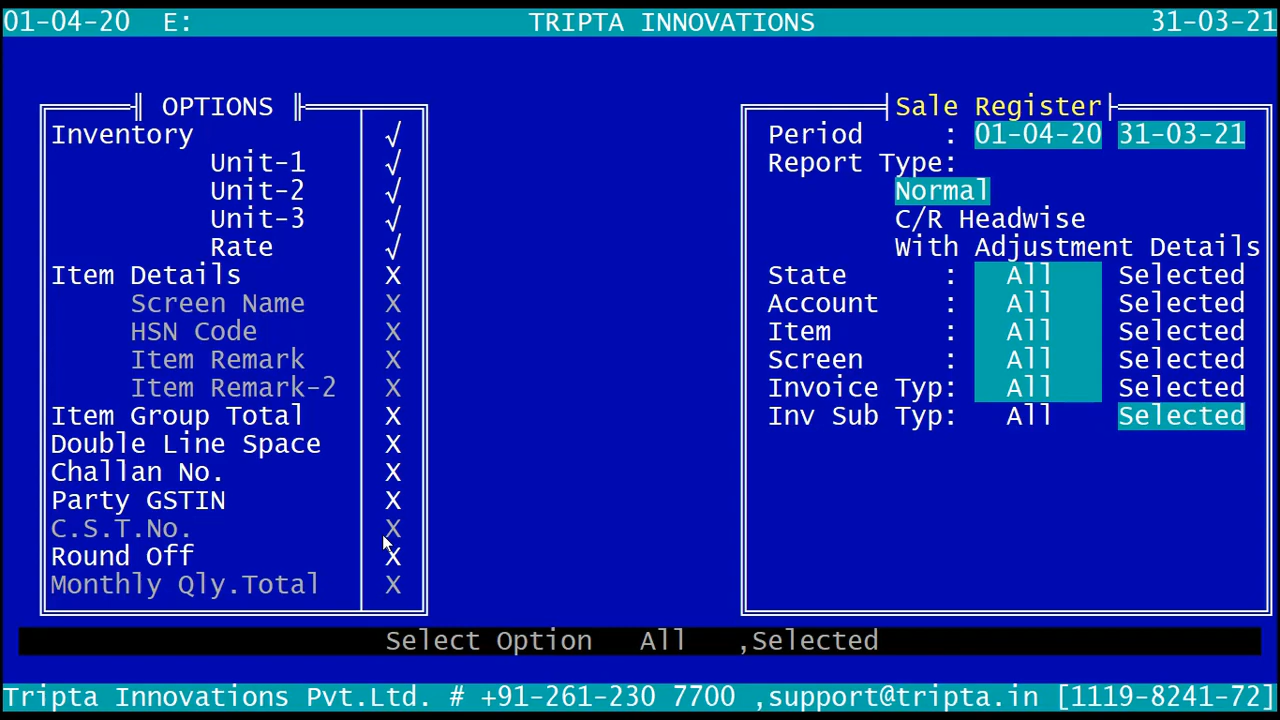 01-04-20 E: TRIPTA INNOVATIONS 31-03-21
OPTIONS
Inventory √
Unit-1 √
Unit-2 √
Unit-3 √
Rate √
Item Details X
Screen Name X
HSN Code X
Item Remark X
Item Remark-2 X
Item Group Total X
Double Line Space X
Challan No. X
Party GSTIN X
C.S.T.No. X
Round Off X
Monthly Qly.Total X
Sale Register
Period : 01-04-20 31-03-21
Report Type:
Normal
C/R Headwise
With Adjustment Details
State : All Selected
Account : All Selected
Item : All Selected
Screen : All Selected
Invoice Typ: All Selected
Inv Sub Typ: All Selected
Select Option All ,Selected
Tripta Innovations Pvt.Ltd. # +91-261-230 7700 ,support@tripta.in [1119-8241-72]